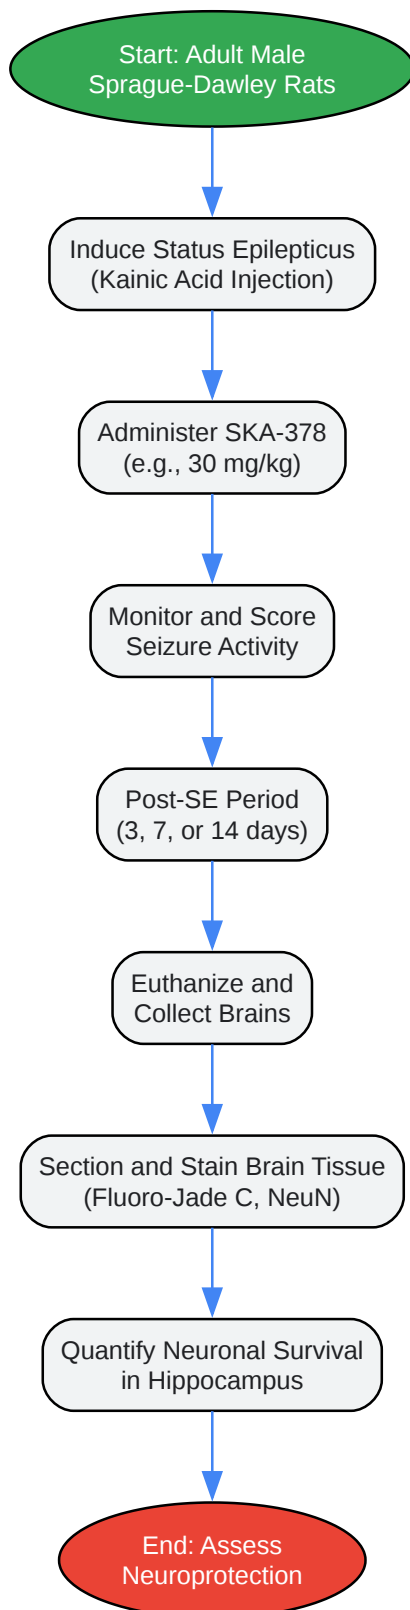 Start: Adult Male
Sprague-Dawley Rats
Induce Status Epilepticus
(Kainic Acid Injection)
Administer SKA-378
(e.g., 30 mg/kg)
Monitor and Score
Seizure Activity
Post-SE Period
(3, 7, or 14 days)
Euthanize and
Collect Brains
Section and Stain Brain Tissue
(Fluoro-Jade C, NeuN)
Quantify Neuronal Survival
in Hippocampus
End: Assess
Neuroprotection